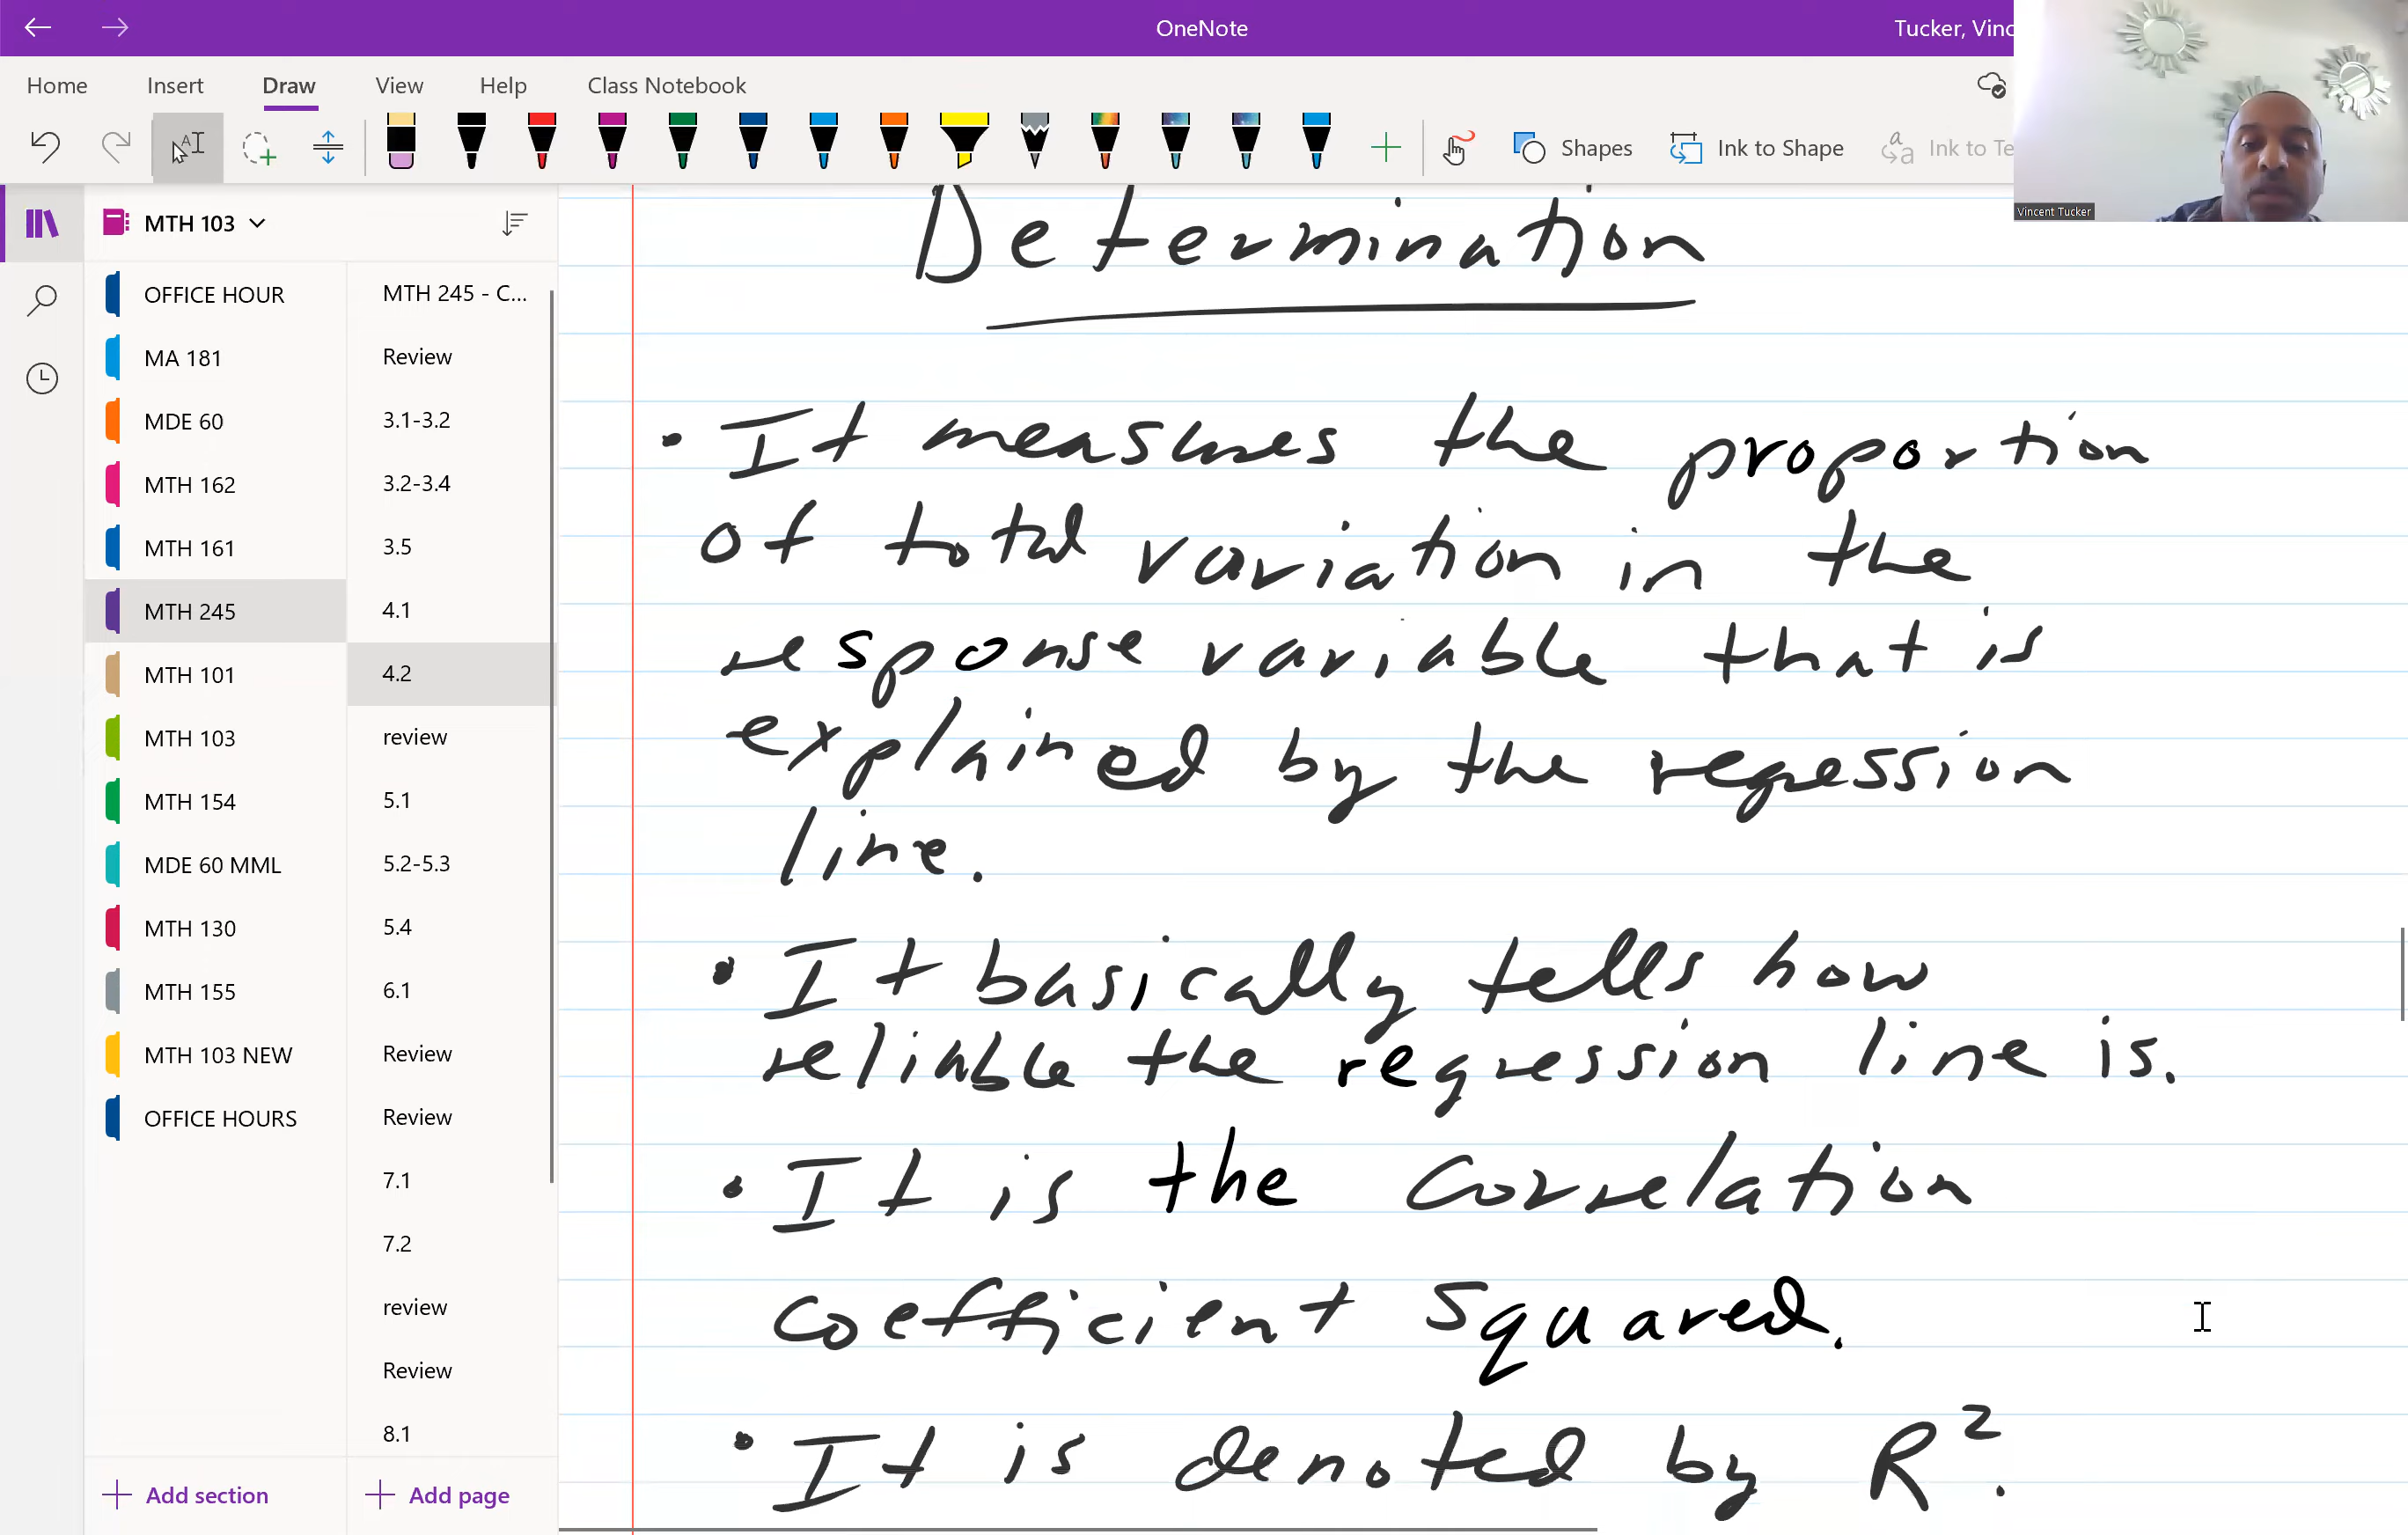 OneNote
Tucker, Vinc
Home
Insert
Draw
View
Help
Class Notebook
Shapes
Ink to Shape
Ink to Te
Vincent Tucker
MTH 103
OFFICE HOUR
MA 181
MDE 60
MTH 162
MTH 161
MTH 245
MTH 101
MTH 103
MTH 154
MDE 60 MML
MTH 130
MTH 155
MTH 103 NEW
OFFICE HOURS
Add section
MTH 245 - C...
Review
3.1-3.2
3.2-3.4
3.5
4.1
4.2
review
5.1
5.2-5.3
5.4
6.1
Review
Review
7.1
7.2
review
Review
8.1
Add page
Determination
• It measures the proportion
of total variation in the
response variable that is
explained by the regression
line.
• It basically tells how
reliable the regression line is.
• It is the correlation
coefficient squared.
• It is denoted by R².